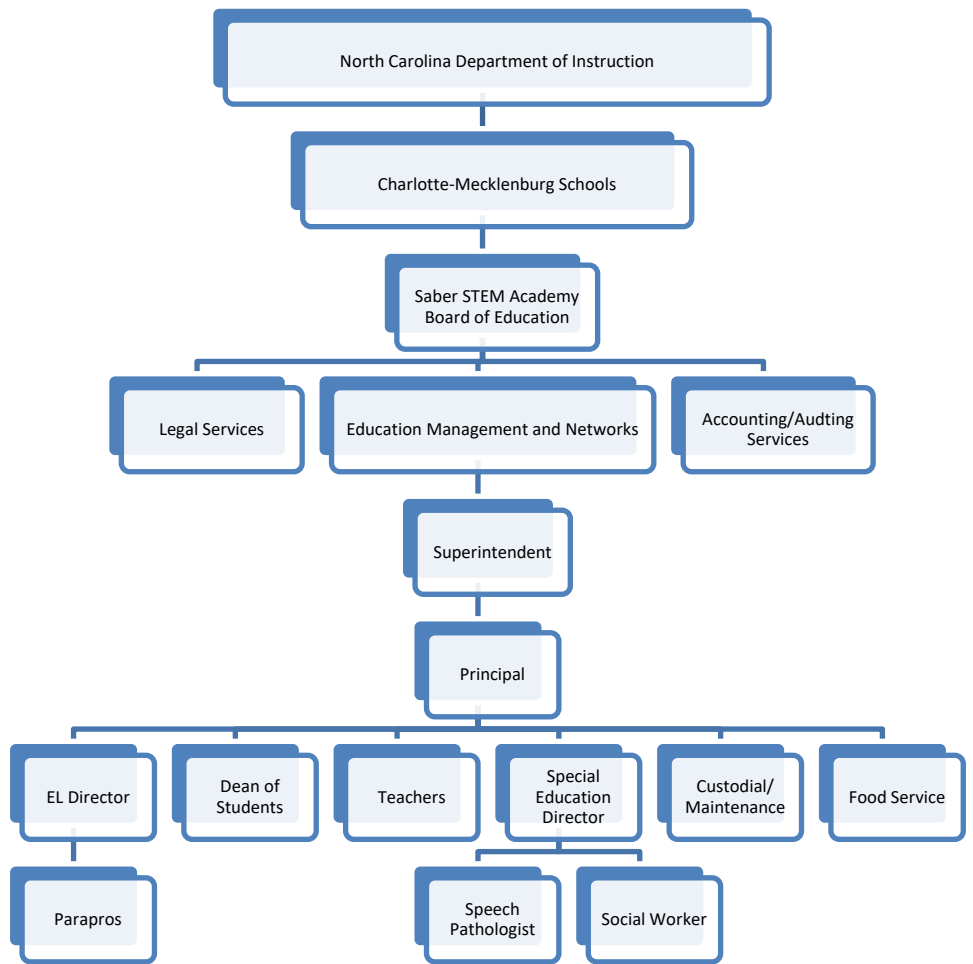 North Carolina Department of Instruction
Charlotte-Mecklenburg Schools
Saber STEM Academy
Board of Education
Legal Services
Education Management and Networks
Accounting/Audting
Services
Superintendent
Principal
EL Director
Dean of
Students
Teachers
Special
Education
Director
Custodial/
Maintenance
Food Service
Parapros
Speech
Pathologist
Social Worker